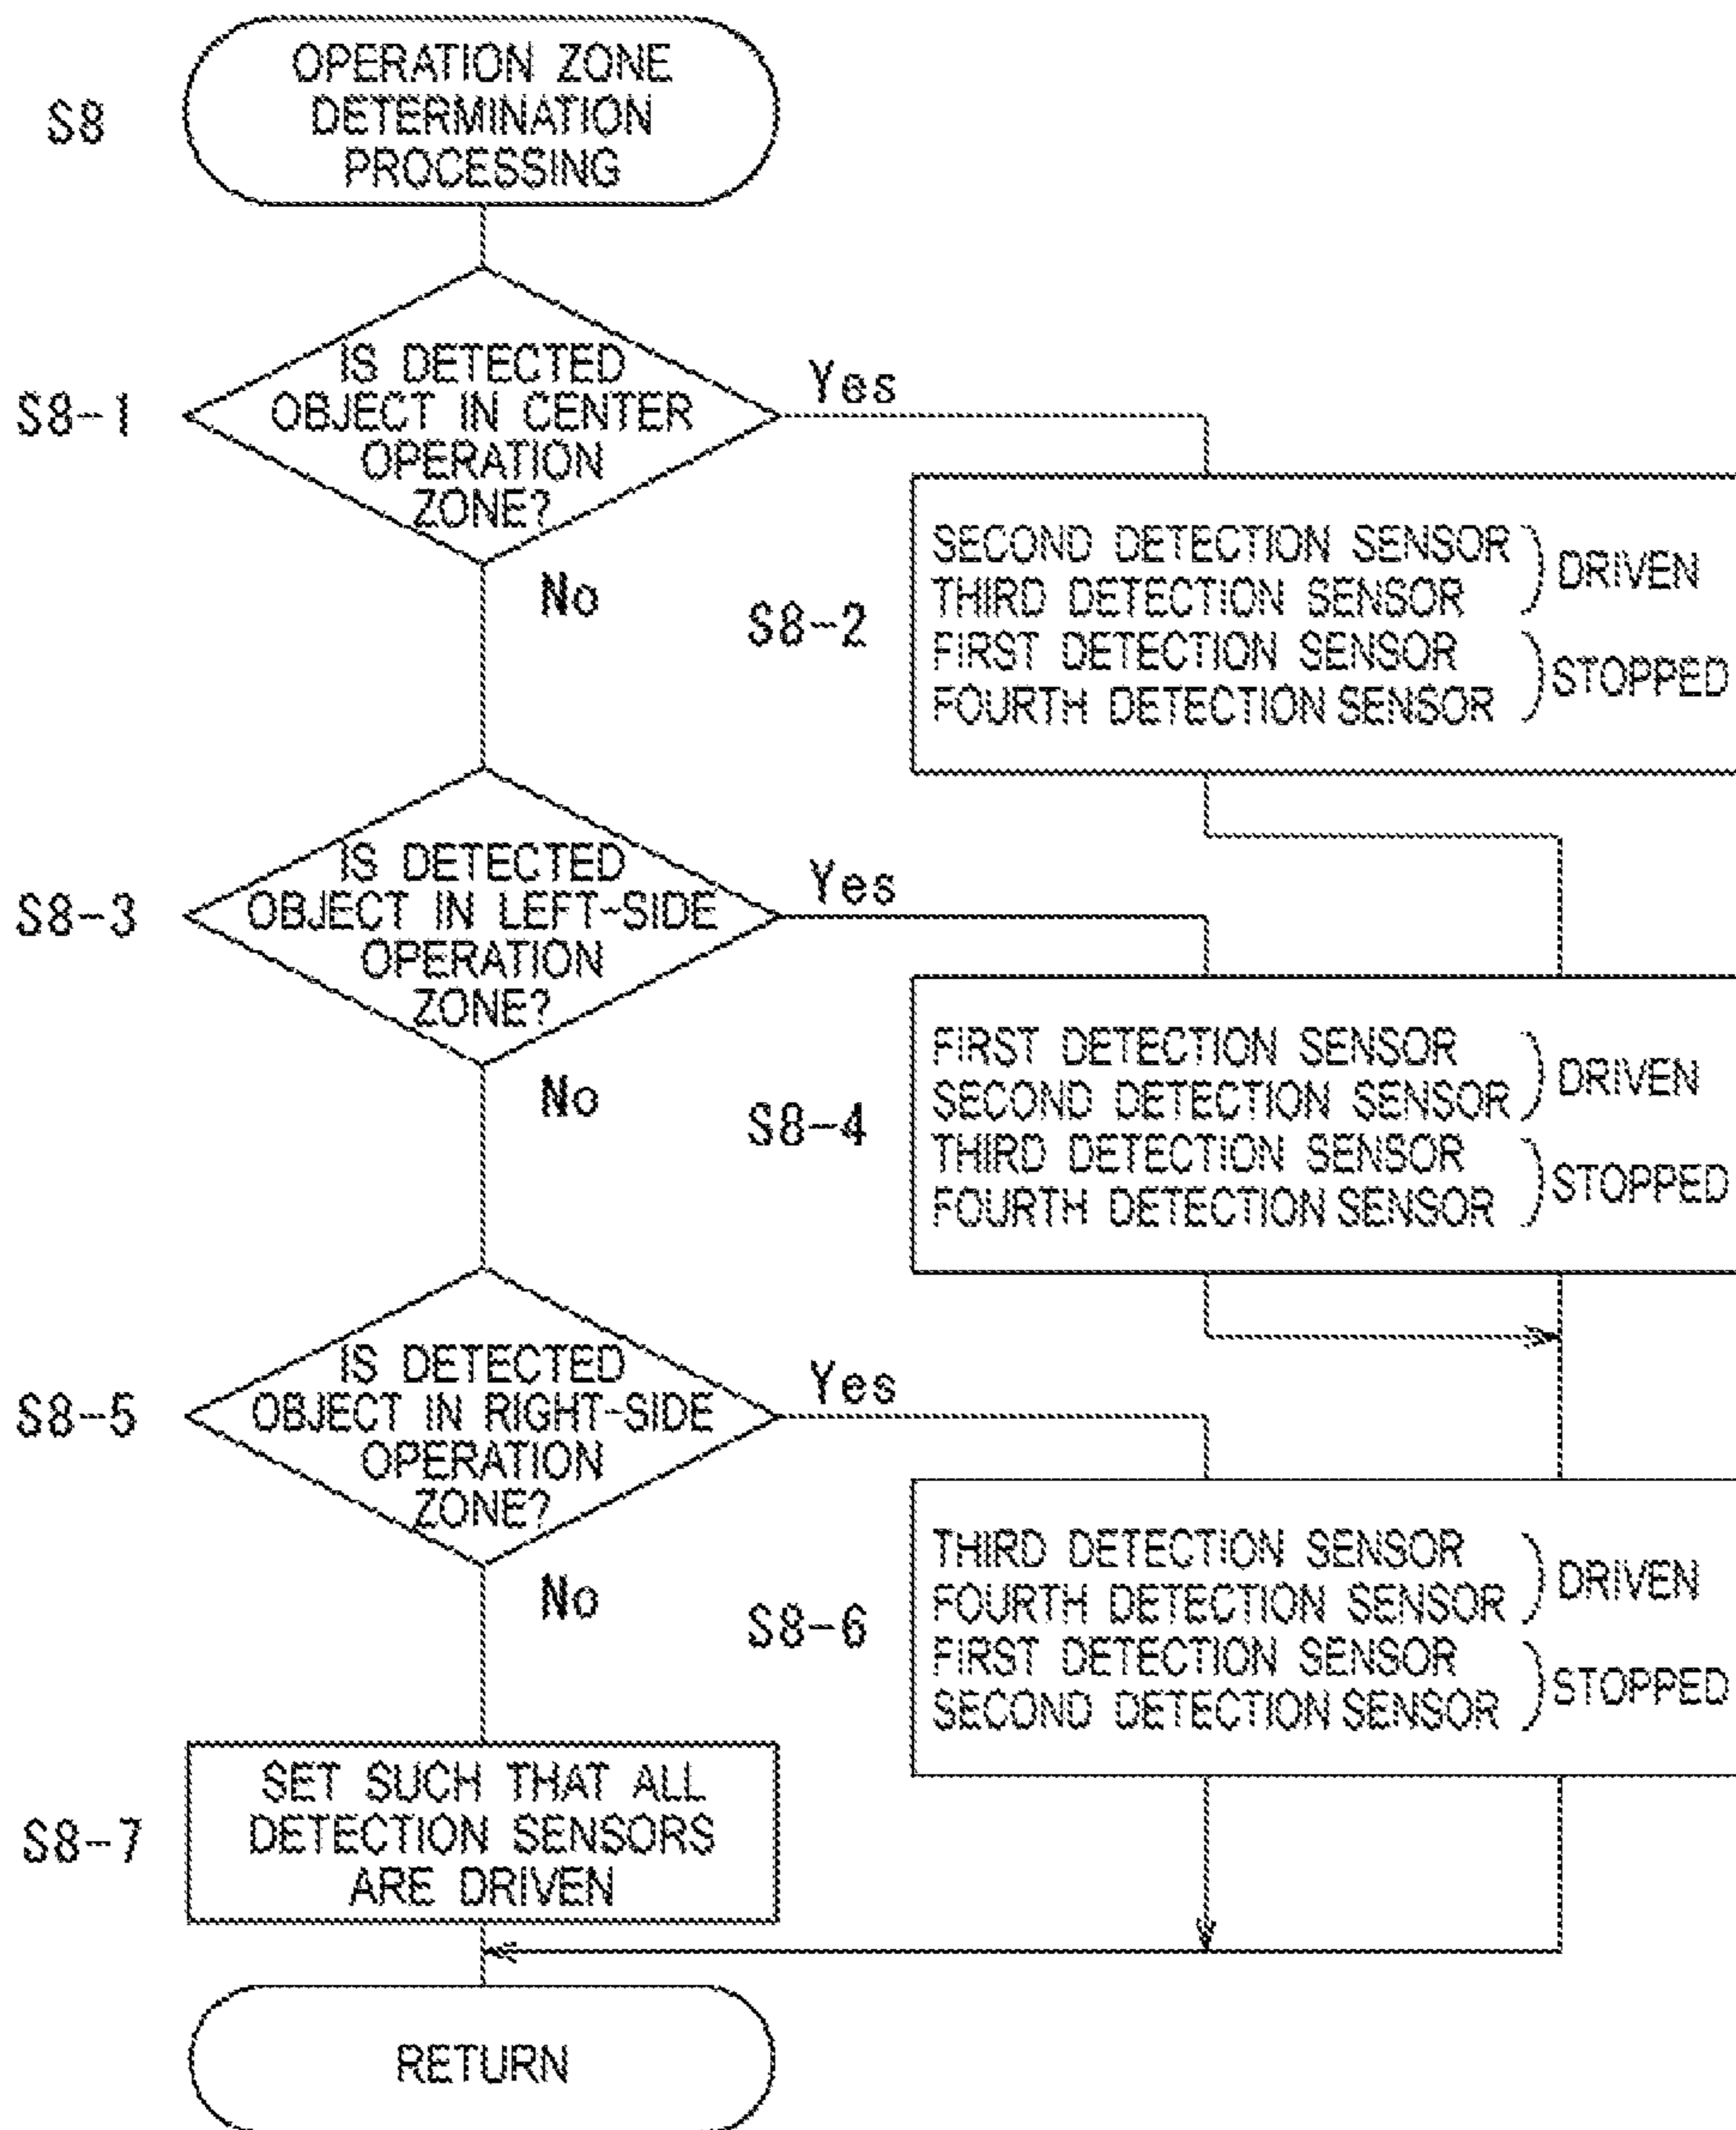 S8
OPERATION ZONE
DETERMINATION
PROCESSING
S8-1
IS DETECTED
OBJECT IN CENTER
OPERATION
ZONE?
Yes
No
S8-2
SECOND DETECTION SENSOR
THIRD DETECTION SENSOR
DRIVEN
FIRST DETECTION SENSOR
FOURTH DETECTION SENSOR
STOPPED
S8-3
IS DETECTED
OBJECT IN LEFT-SIDE
OPERATION
ZONE?
Yes
No
S8-4
FIRST DETECTION SENSOR
SECOND DETECTION SENSOR
DRIVEN
THIRD DETECTION SENSOR
FOURTH DETECTION SENSOR
STOPPED
S8-5
IS DETECTED
OBJECT IN RIGHT-SIDE
OPERATION
ZONE?
Yes
No
S8-6
THIRD DETECTION SENSOR
FOURTH DETECTION SENSOR
DRIVEN
FIRST DETECTION SENSOR
SECOND DETECTION SENSOR
STOPPED
S8-7
SET SUCH THAT ALL
DETECTION SENSORS
ARE DRIVEN
RETURN